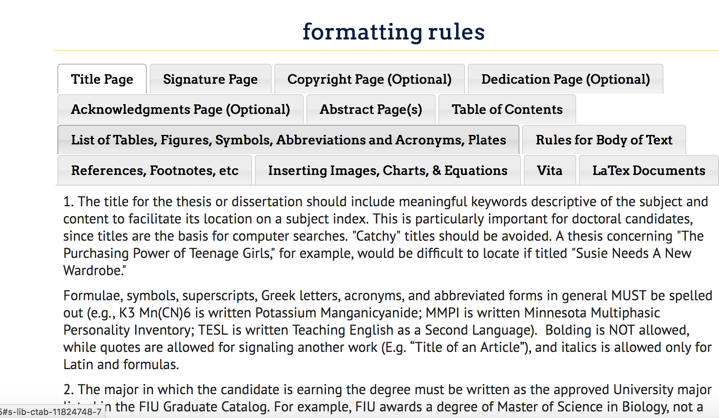 formatting rules
Title Page
Signature Page
Copyright Page (Optional)
Dedication Page (Optional)
Acknowledgments Page (Optional)
Abstract Page(s)
Table of Contents
List of Tables, Figures, Symbols, Abbreviations and Acronyms, Plates
Rules for Body of Text
References, Footnotes, etc
Inserting Images, Charts, & Equations
Vita
LaTex Documents
1. The title for the thesis or dissertation should include meaningful keywords descriptive of the subject and
content to facilitate its location on a subject index. This is particularly important for doctoral candidates,
since titles are the basis for computer searches. "Catchy" titles should be avoided. A thesis concerning "The
Purchasing Power of Teenage Girls," for example, would be difficult to locate if titled "Susie Needs A New
Wardrobe."
Formulae, symbols, superscripts, Greek letters, acronyms, and abbreviated forms in general MUST be spelled
out (e.g., K3 Mn(CN)6 is written Potassium Manganicyanide; MMPI is written Minnesota Multiphasic
Personality Inventory; TESL is written Teaching English as a Second Language).  Bolding is NOT allowed,
while quotes are allowed for signaling another work (E.g. “Title of an Article”), and italics is allowed only for
Latin and formulas.
2. The major in which the candidate is earning the degree must be written as the approved University major
in the FIU Graduate Catalog. For example, FIU awards a degree of Master of Science in Biology, not a
5#s-lib-ctab-11824748-7